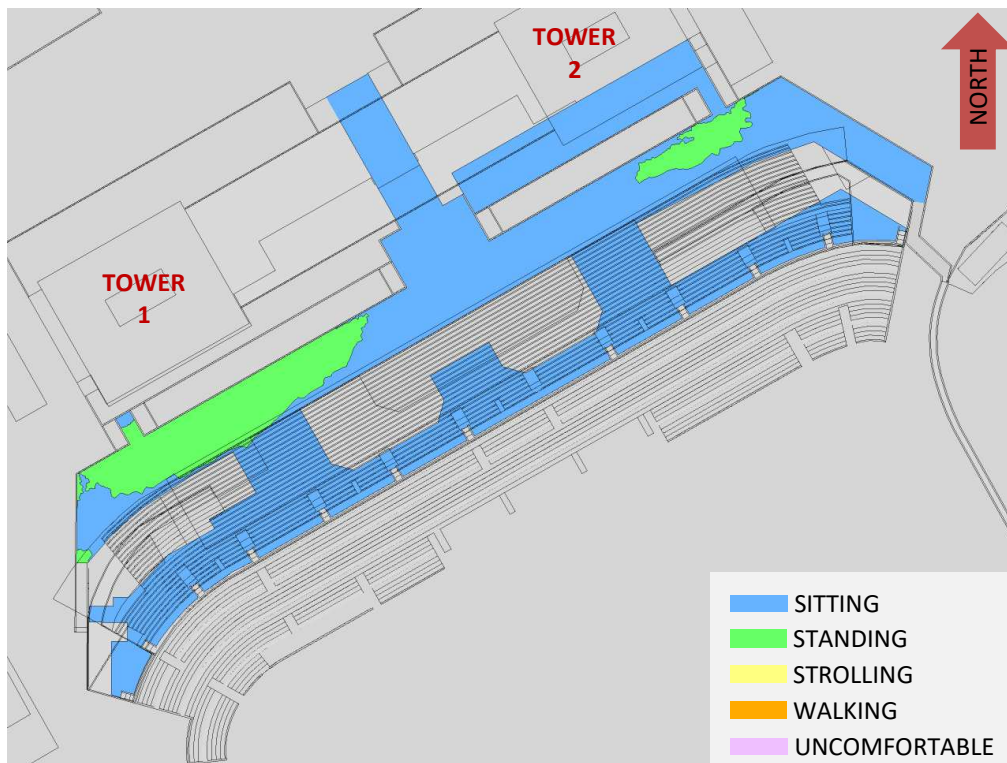 TOWER
2
NORTH
TOWER
1
SITTING
STANDING
STROLLING
WALKING
UNCOMFORTABLE